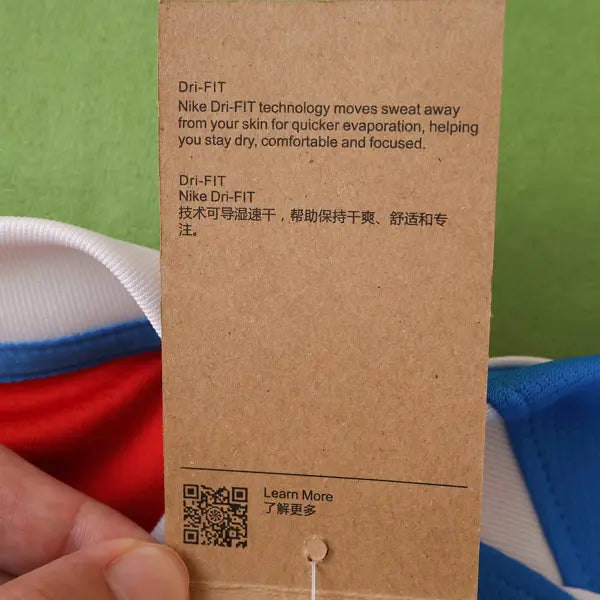 Dri-FIT
Nike Dri-FIT technology moves sweat away
from your skin for quicker evaporation, helping
you stay dry, comfortable and focused.
Dri-FIT
Nike Dri-FIT
技术可导湿速干，帮助保持干爽、舒适和专
注。
Learn More
了解更多